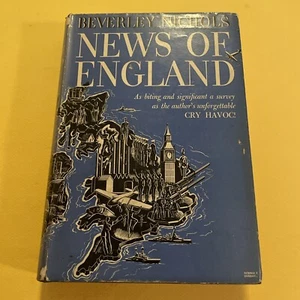 BEVERLEY NICHOLS
NEWS OF
ENGLAND
As biting and significant a survey
as the author's unforgettable
CRY HAVOC!